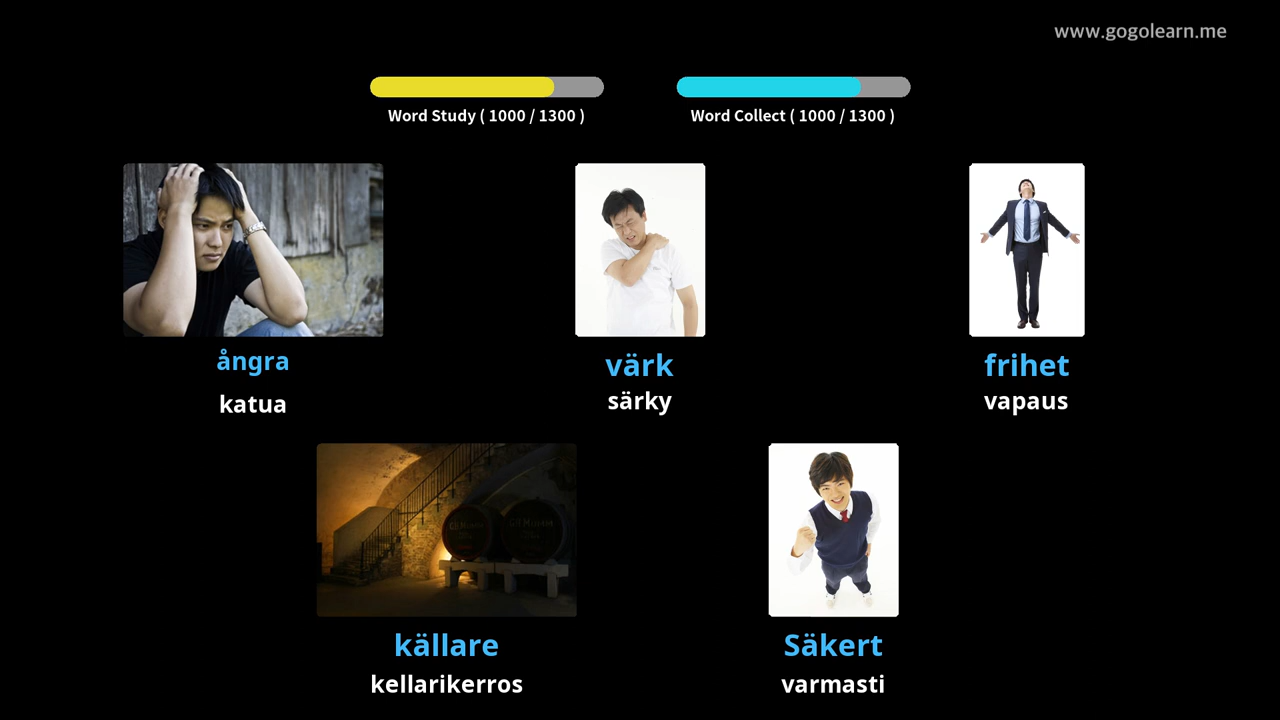 www.gogolearn.me
Word Study ( 1000 / 1300 )
Word Collect ( 1000 / 1300 )
ångra
värk
frihet
katua
särky
vapaus
källare
Säkert
kellarikerros
varmasti